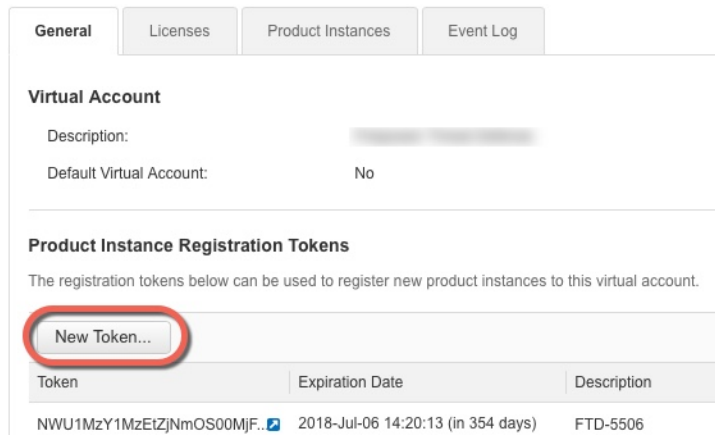 General Licenses Product Instances Event Log
Virtual Account
Description:
Default Virtual Account: No
Product Instance Registration Tokens
The registration tokens below can be used to register new product instances to this virtual account.
New Token...
Token Expiration Date Description
NWU1MzY1MzEtZjNmOS00MjF... 2018-Jul-06 14:20:13 (in 354 days) FTD-5506